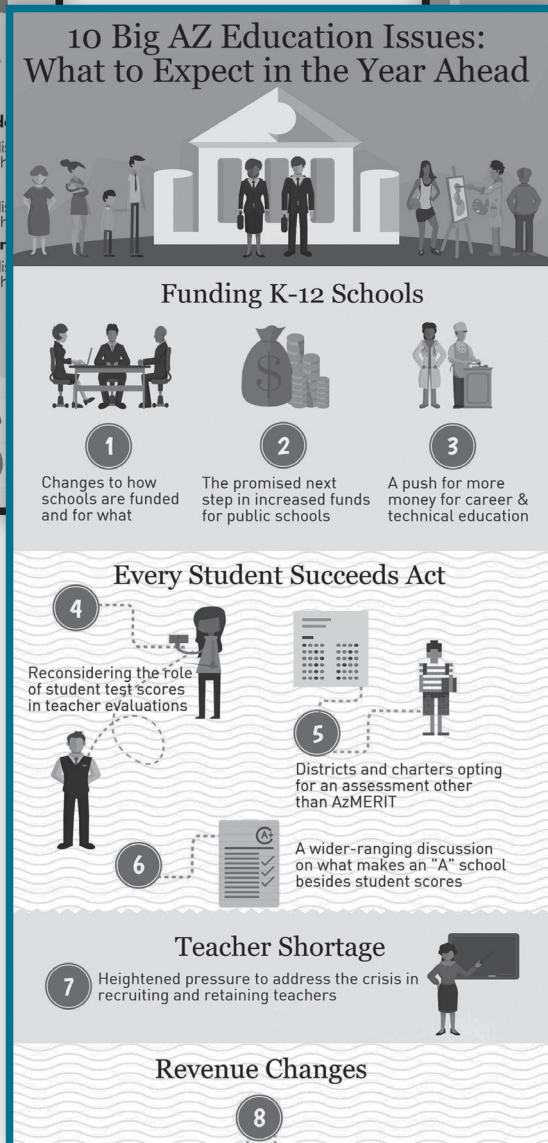 10 Big AZ Education Issues:
What to Expect in the Year Ahead
Funding K-12 Schools
$
1
Changes to how
schools are funded
and for what
2
The promised next
step in increased funds
for public schools
3
A push for more
money for career &
technical education
Every Student Succeeds Act
4
Reconsidering the role
of student test scores
in teacher evaluations
5
Districts and charters opting
for an assessment other
than AzMERIT
6
A+
A wider-ranging discussion
on what makes an "A" school
besides student scores
Teacher Shortage
7
Heightened pressure to address the crisis in
recruiting and retaining teachers
Revenue Changes
8